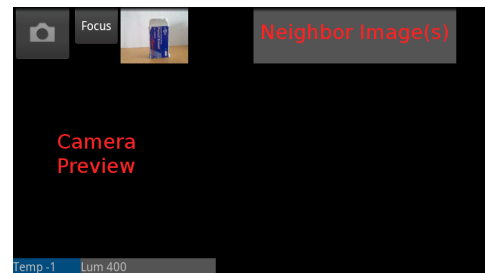 Focus
Neighbor Image(s)
Camera
Preview
Temp -1 Lum 400